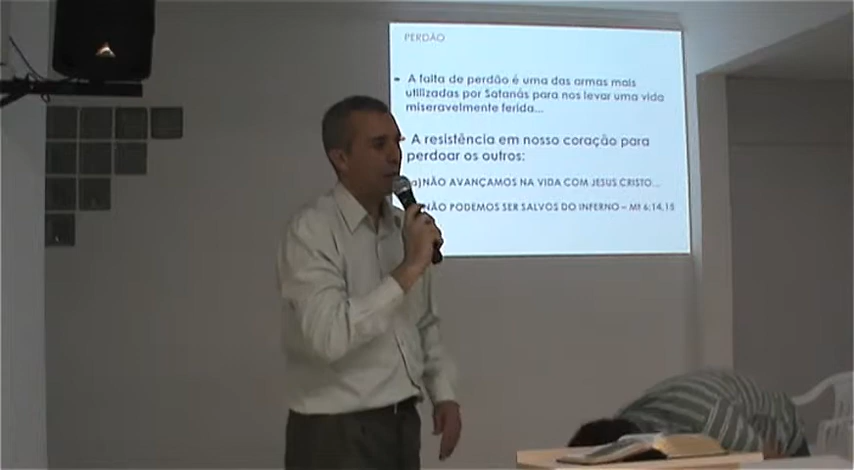 PERDÃO
- A falta de perdão é uma das armas mais
utilizadas por Satanás para nos levar uma vida
miseravelmente ferida...
- A resistência em nosso coração para
perdoar os outros:
a)NÃO AVANÇAMOS NA VIDA COM JESUS CRISTO...
NÃO PODEMOS SER SALVOS DO INFERNO – Mt 6:14,15